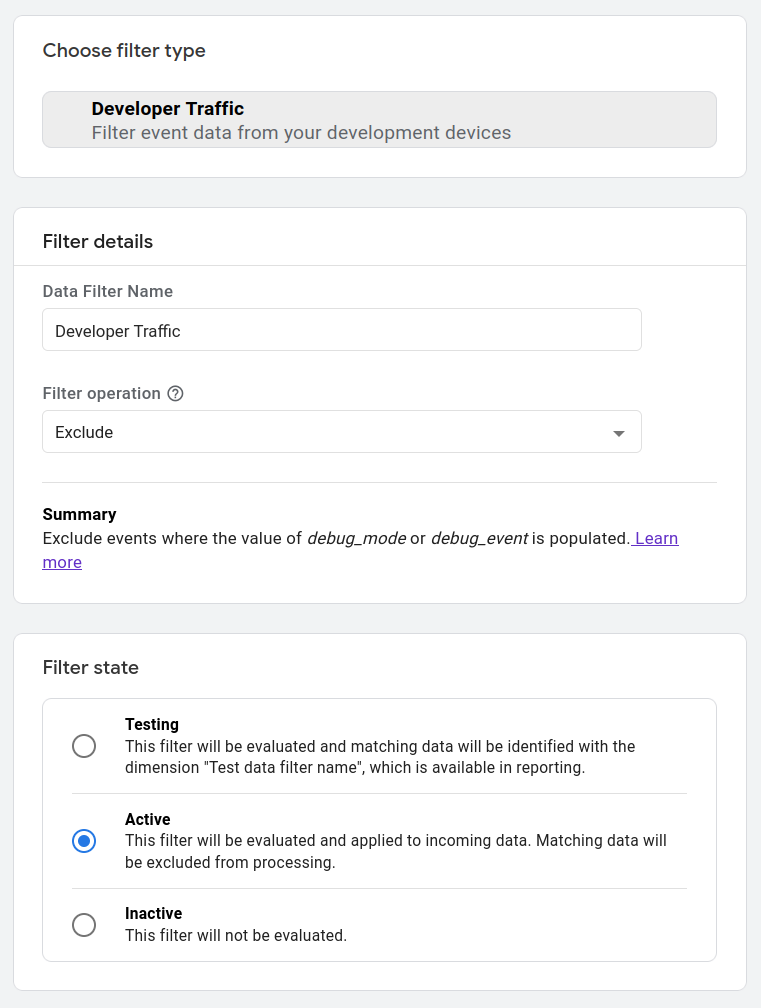 Choose filter type
Developer Traffic
Filter event data from your development devices
Filter details
Data Filter Name
Developer Traffic
Filter operation
Exclude
Summary
Exclude events where the value of debug_mode or debug_event is populated. Learn
more
Filter state
Testing
This filter will be evaluated and matching data will be identified with the
dimension "Test data filter name", which is available in reporting.
Active
This filter will be evaluated and applied to incoming data. Matching data will
be excluded from processing.
Inactive
This filter will not be evaluated.